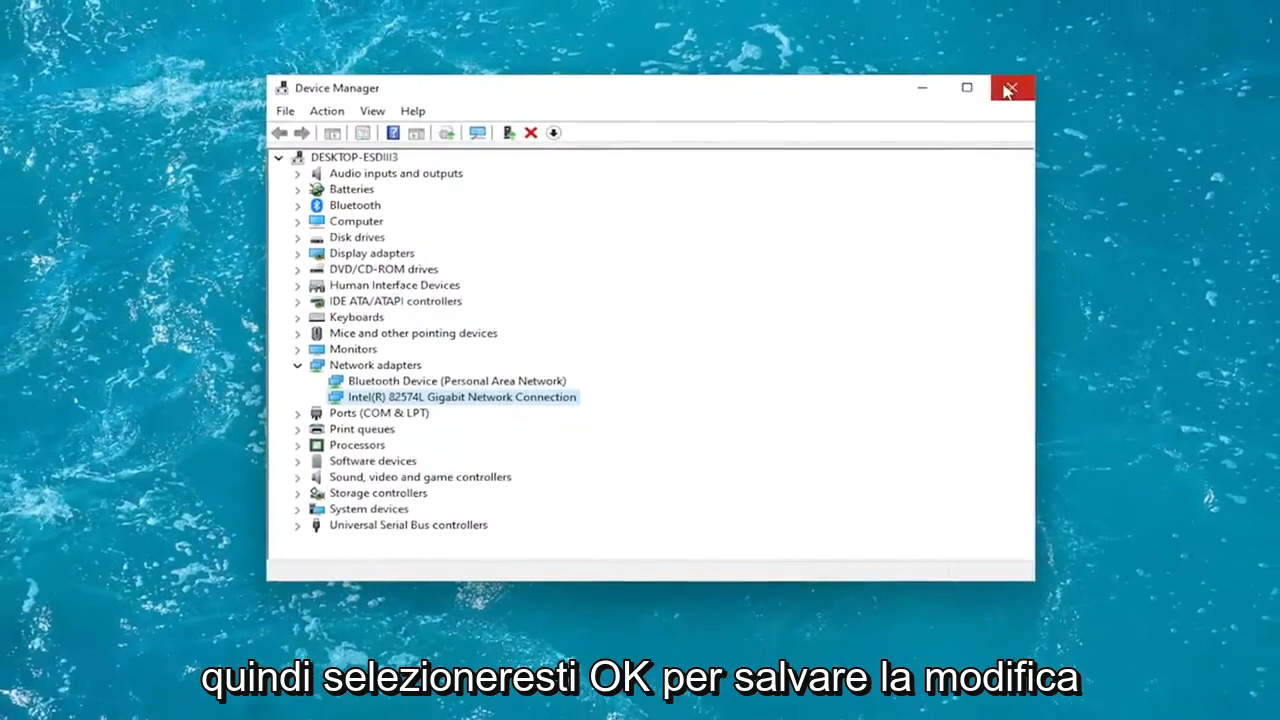 Device Manager
File Action View Help
DESKTOP-ESDIII3
Audio inputs and outputs
Batteries
Bluetooth
Computer
Disk drives
Display adapters
DVD/CD-ROM drives
Human Interface Devices
IDE ATA/ATAPI controllers
Keyboards
Mice and other pointing devices
Monitors
Network adapters
Bluetooth Device (Personal Area Network)
Intel(R) 82574L Gigabit Network Connection
Ports (COM & LPT)
Print queues
Processors
Software devices
Sound, video and game controllers
Storage controllers
System devices
Universal Serial Bus controllers
quindi selezioneresti OK per salvare la modifica